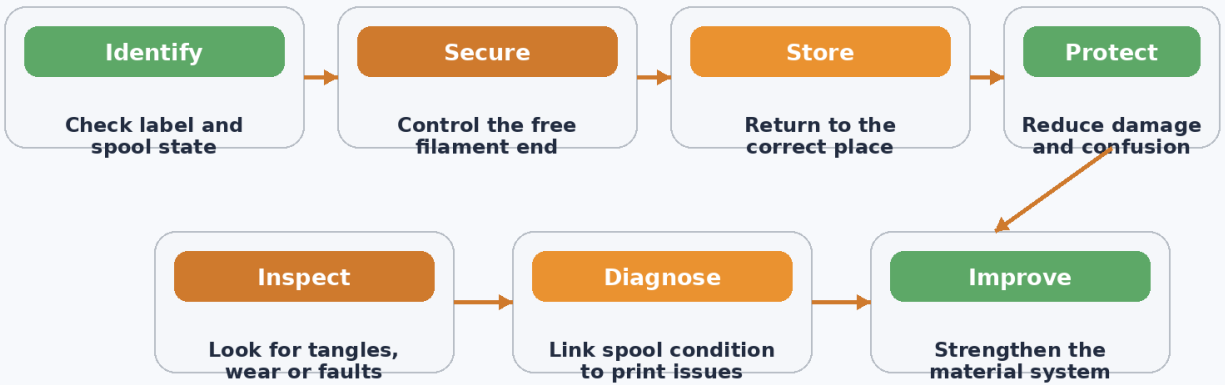 Identify
Check label and
spool state
Secure
Control the free
filament end
Store
Return to the
correct place
Protect
Reduce damage
and confusion
Inspect
Look for tangles,
wear or faults
Diagnose
Link spool condition
to print issues
Improve
Strengthen the
material system